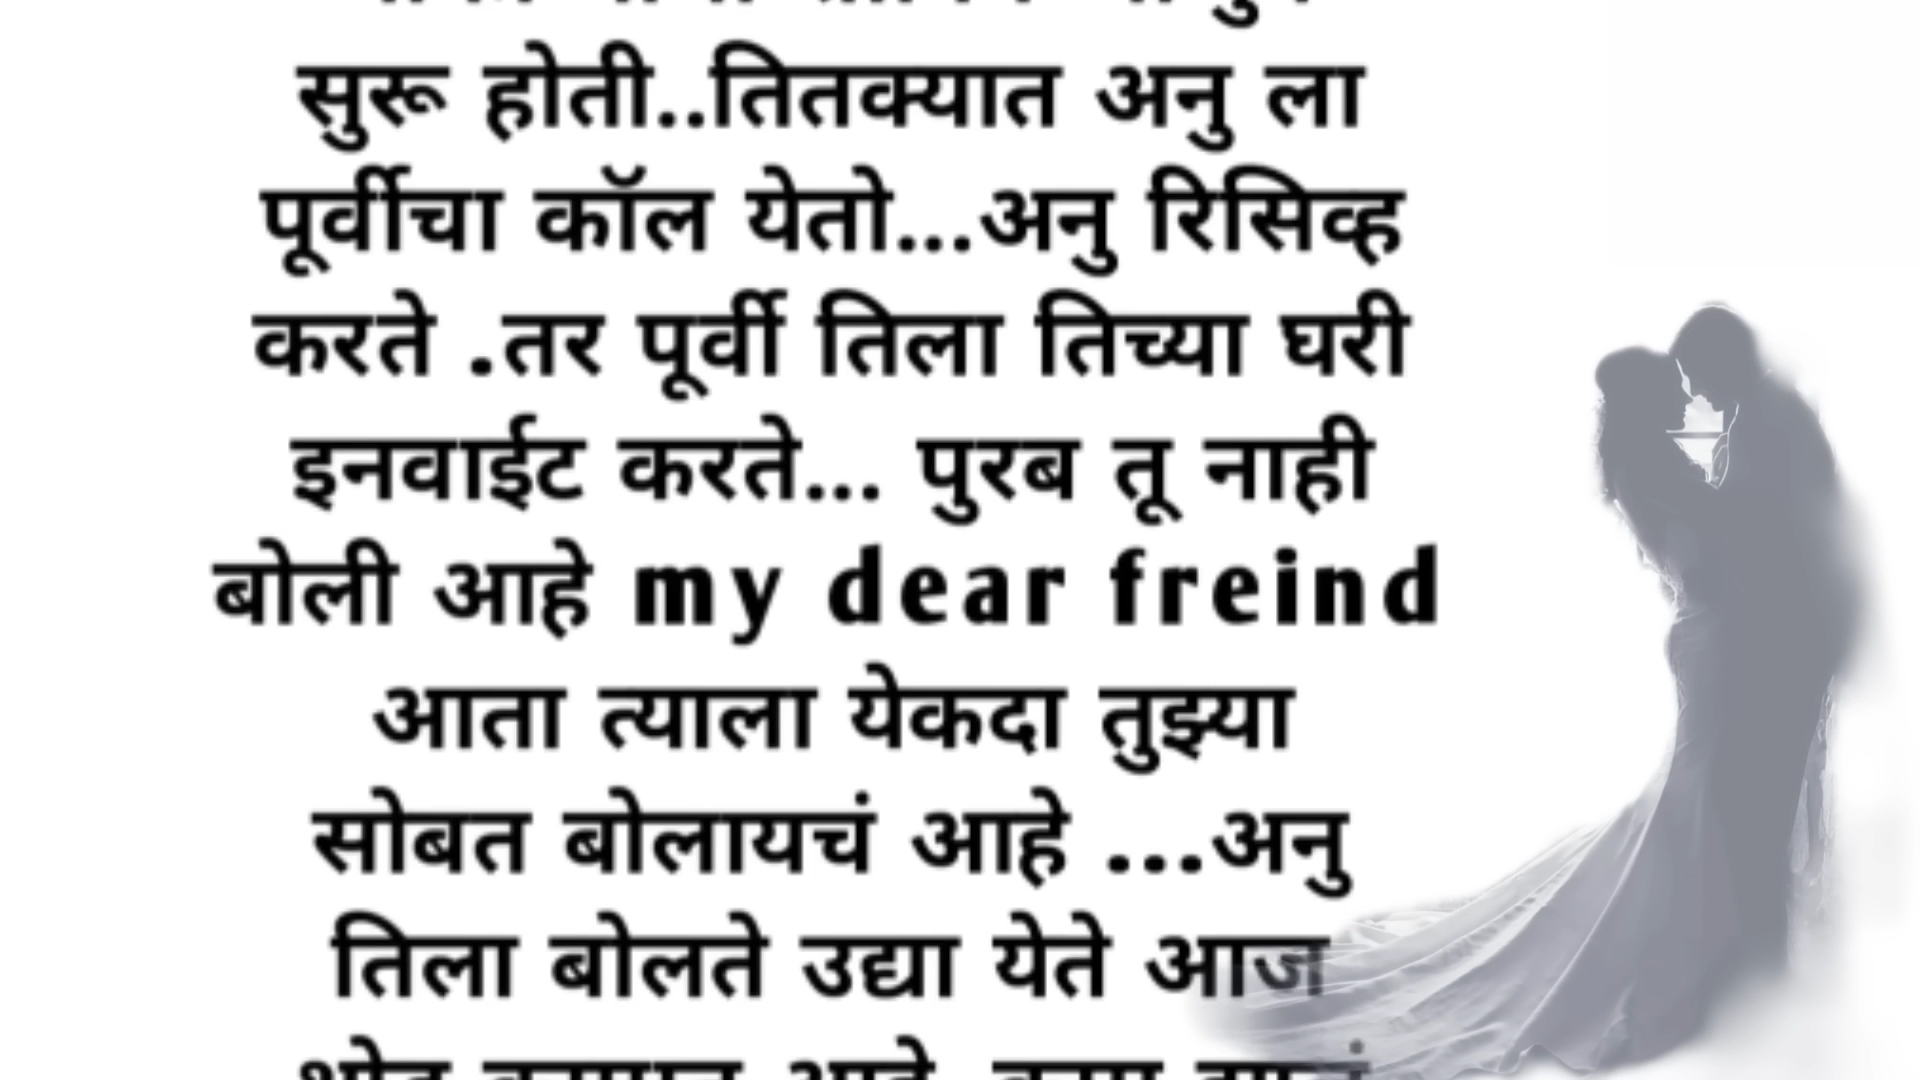 सुरू होती..तितक्यात अनु ला
पूर्वीचा कॉल येतो...अनु रिसिव्ह
करते .तर पूर्वी तिला तिच्या घरी
इनवाईट करते... पुरब तू नाही
बोली आहे my dear freind
आता त्याला येकदा तुझ्या
सोबत बोलायचं आहे ...अनु
तिला बोलते उद्या येते आज